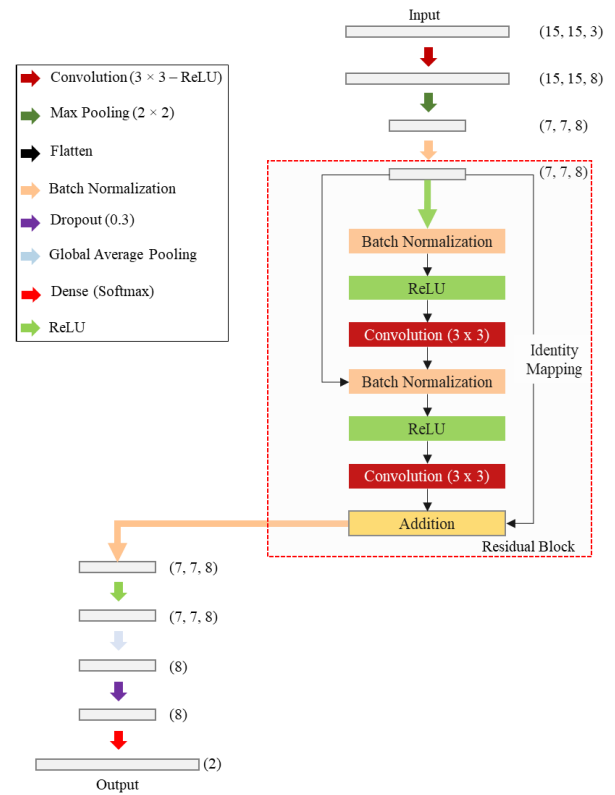 Input
(15, 15, 3)
(15, 15, 8)
(7, 7, 8)
(7, 7, 8)
Convolution (3 × 3 – ReLU)
Max Pooling (2 × 2)
Flatten
Batch Normalization
Dropout (0.3)
Global Average Pooling
Dense (Softmax)
ReLU
Batch Normalization
ReLU
Convolution (3 x 3)
Batch Normalization
ReLU
Convolution (3 x 3)
Addition
Identity
Mapping
Residual Block
(7, 7, 8)
(7, 7, 8)
(8)
(8)
(2)
Output